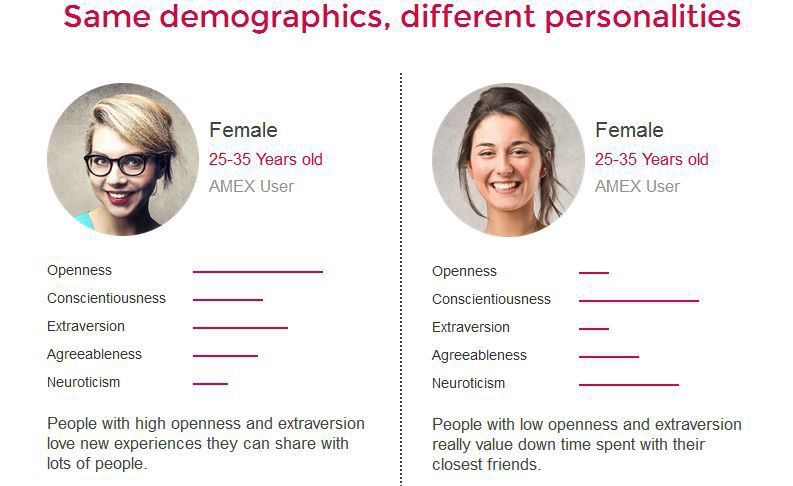 Same demographics, different personalities
Female
25-35 Years old
AMEX User
Openness
Conscientiousness
Extraversion
Agreeableness
Neuroticism
People with high openness and extraversion
love new experiences they can share with
lots of people.
Female
25-35 Years old
AMEX User
Openness
Conscientiousness
Extraversion
Agreeableness
Neuroticism
People with low openness and extraversion
really value down time spent with their
closest friends.